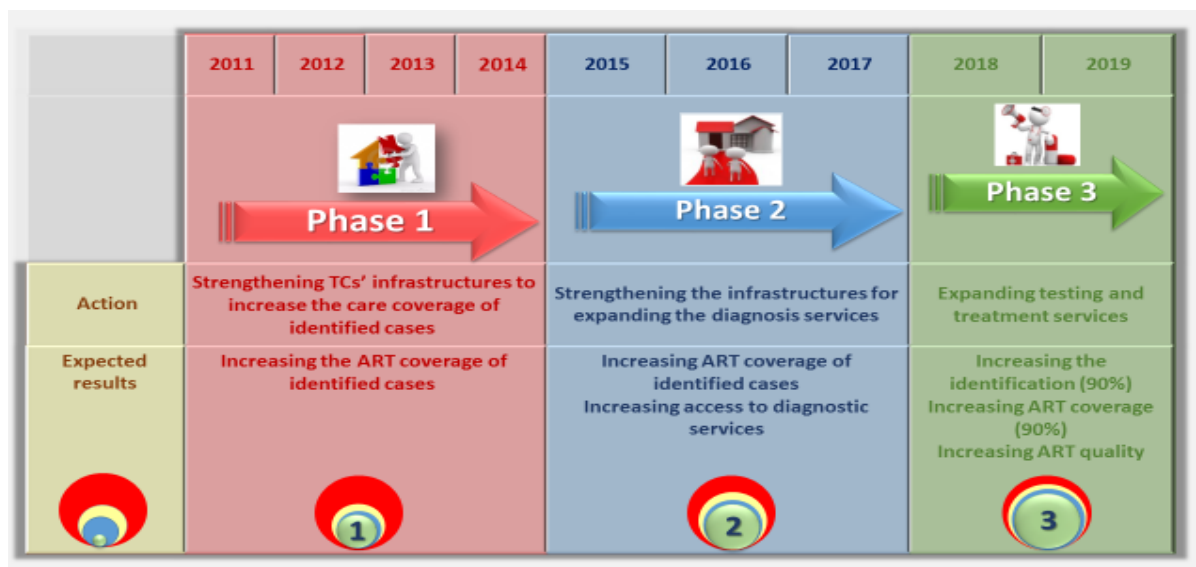 2011 2012 2013 2014 2015 2016 2017 2018 2019
Phase 1
Phase 2
Phase 3
Action
Strengthening TCs' infrastructures to
increase the care coverage of
identified cases
Strengthening the infrastructures for
expanding the diagnosis services
Expanding testing and
treatment services
Expected
results
Increasing the ART coverage of
identified cases
Increasing ART coverage of
identified cases
Increasing access to diagnostic
services
Increasing the
identification (90%)
Increasing ART coverage
(90%)
Increasing ART quality
1
2
3